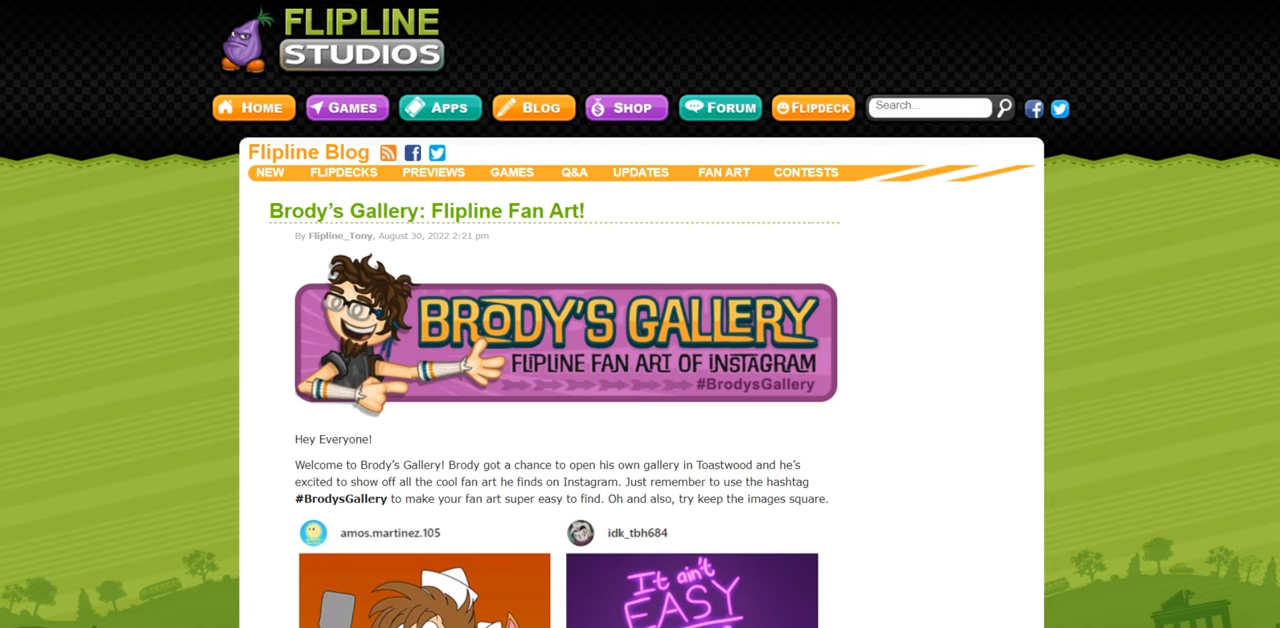 FLIPLINE
STUDIOS
HOME GAMES APPS BLOG SHOP FORUM FLIPDECK Search...
Flipline Blog
NEW FLIPDECKS PREVIEWS GAMES Q&A UPDATES FAN ART CONTESTS
Brody's Gallery: Flipline Fan Art!
By Flipline_Tony, August 30, 2022 2:21 pm
BRODY'S GALLERY
FLIPLINE FAN ART OF INSTAGRAM
#BrodysGallery
Hey Everyone!
Welcome to Brody's Gallery! Brody got a chance to open his own gallery in Toastwood and he's
excited to show off all the cool fan art he finds on Instagram. Just remember to use the hashtag
#BrodysGallery to make your fan art super easy to find. Oh and also, try keep the images square.
amos.martinez.105 idk_tbh684
It ain't
EASY